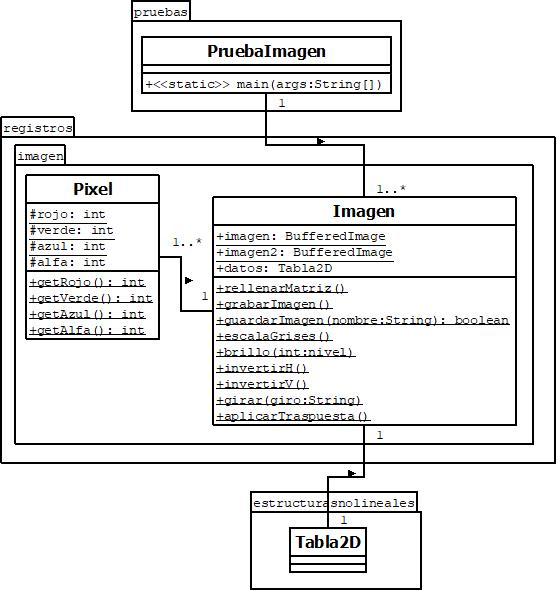 pruebas
PruebaImagen
+<<static>> main(args:String[])
1
registros
imagen
1..*
Pixel
#rojo: int
#verde: int
#azul: int
#alfa: int
+getRojo(): int
+getVerde(): int
+getAzul(): int
+getAlfa(): int
1..*
1
Imagen
+imagen: BufferedImage
+imagen2: BufferedImage
+datos: Tabla2D
+rellenarMatriz()
+grabarImagen()
+guardarImagen(nombre:String): boolean
+escalaGrises()
+brillo(int:nivel)
+invertirH()
+invertirV()
+girar(giro:String)
+aplicarTraspuesta()
1
estructurasnolineales
1
Tabla2D